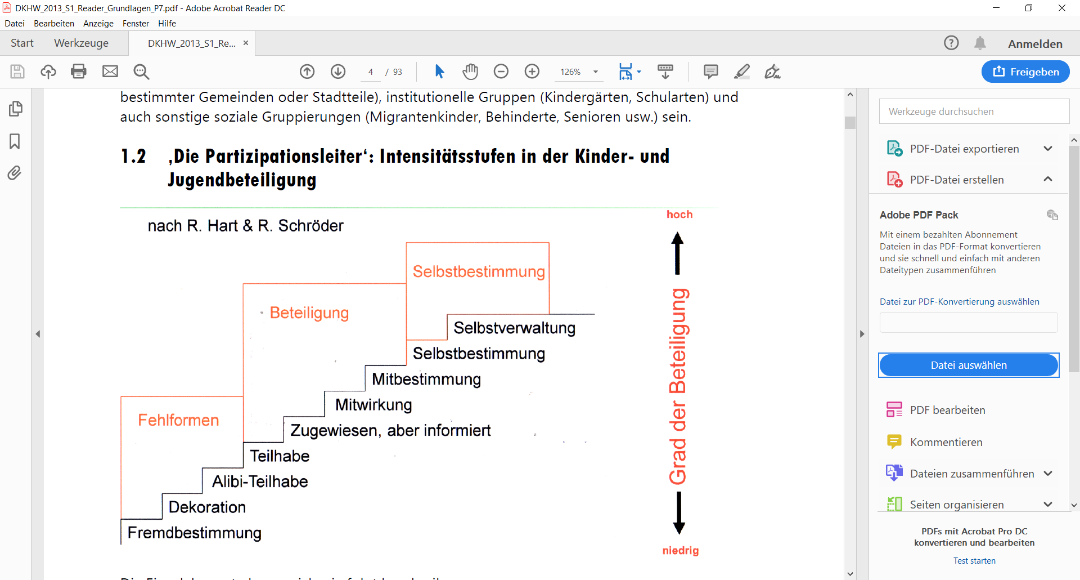 DKHW_2013_S1_Reader_Grundlagen_P7.pdf - Adobe Acrobat Reader DC
Datei Bearbeiten Anzeige Fenster Hilfe
Start Werkzeuge DKHW_2013_S1_Re... × Anmelden
4 / 93 126% Freigeben
bestimmter Gemeinden oder Stadtteile), institutionelle Gruppen (Kindergärten, Schularten) und
auch sonstige soziale Gruppierungen (Migrantenkinder, Behinderte, Senioren usw.) sein.
1.2 ‚Die Partizipationsleiter‘: Intensitätsstufen in der Kinder- und
Jugendbeteiligung
nach R. Hart & R. Schröder
hoch
Selbstbestimmung
Beteiligung
Selbstverwaltung
Selbstbestimmung
Mitbestimmung
Mitwirkung
Fehlformen
Zugewiesen, aber informiert
Teilhabe
Alibi-Teilhabe
Dekoration
Fremdbestimmung
Grad der Beteiligung
niedrig
Werkzeuge durchsuchen
PDF-Datei exportieren
PDF-Datei erstellen
Adobe PDF Pack
Mit einem bezahlten Abonnement
Dateien in das PDF-Format konvertieren
und sie schnell und einfach mit anderen
Dateitypen zusammenführen
Datei zur PDF-Konvertierung auswählen
Datei auswählen
PDF bearbeiten
Kommentieren
Dateien zusammenführen
Seiten organisieren
PDFs mit Acrobat Pro DC
konvertieren und bearbeiten
Test starten